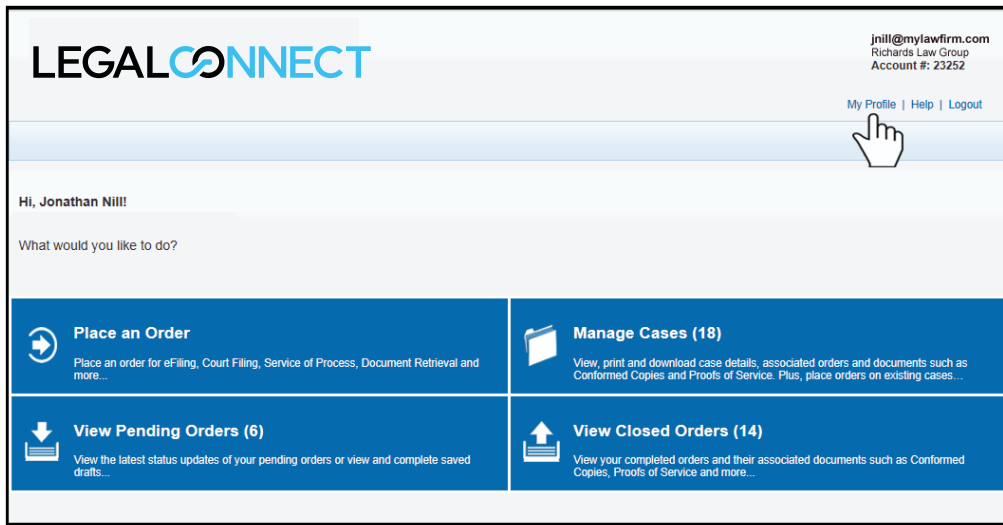 LEGALCONNECT
jnill@mylawfirm.com
Richards Law Group
Account #: 23252
My Profile | Help | Logout
Hi, Jonathan Nill!
What would you like to do?
Place an Order
Place an order for eFiling, Court Filing, Service of Process, Document Retrieval and
more...
Manage Cases (18)
View, print and download case details, associated orders and documents such as
Conformed Copies and Proofs of Service. Plus, place orders on existing cases...
View Pending Orders (6)
View the latest status updates of your pending orders or view and complete saved
drafts...
View Closed Orders (14)
View your completed orders and their associated documents such as Conformed
Copies, Proofs of Service and more...